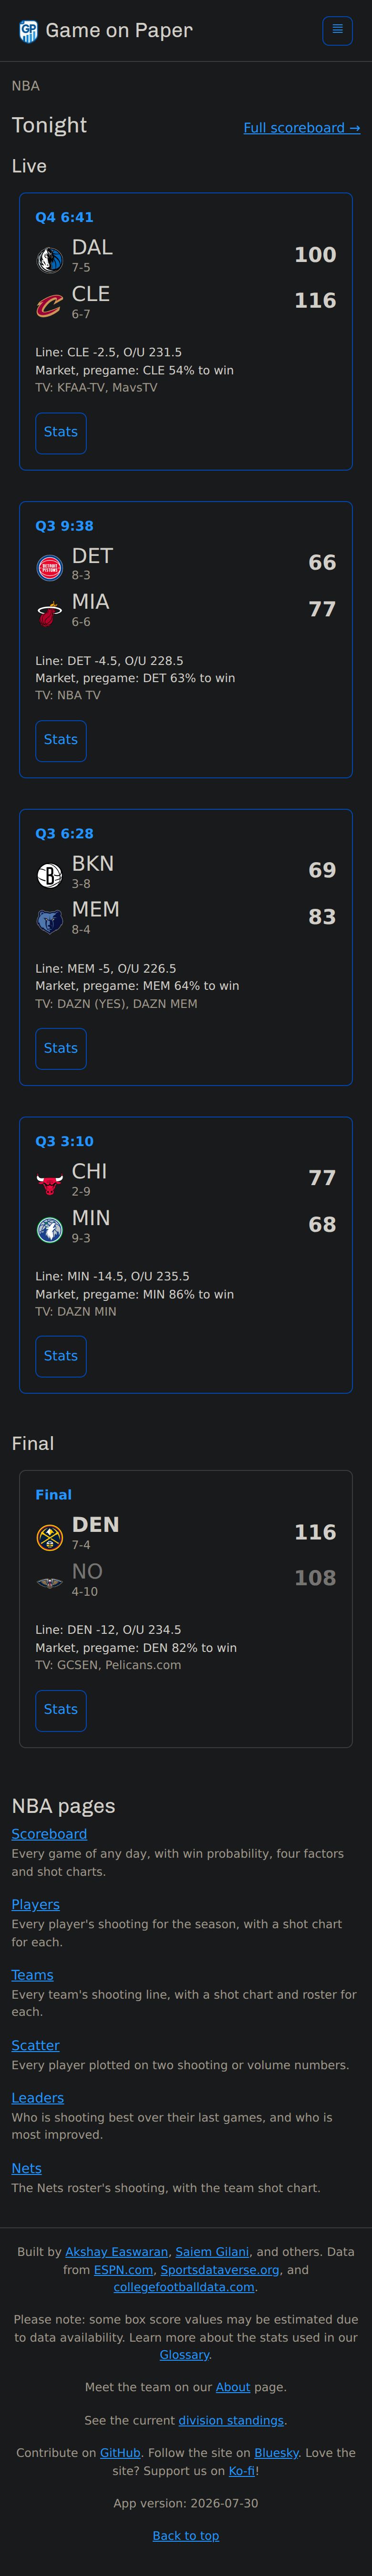 GP Game on Paper
NBA
Tonight
Full scoreboard →
Live
Q4 6:41
DAL
7-5
100
CLE
6-7
116
Line: CLE -2.5, O/U 231.5
Market, pregame: CLE 54% to win
TV: KFAA-TV, MavsTV
Stats
Q3 9:38
DET
8-3
66
MIA
6-6
77
Line: DET -4.5, O/U 228.5
Market, pregame: DET 63% to win
TV: NBA TV
Stats
Q3 6:28
BKN
3-8
69
MEM
8-4
83
Line: MEM -5, O/U 226.5
Market, pregame: MEM 64% to win
TV: DAZN (YES), DAZN MEM
Stats
Q3 3:10
CHI
2-9
77
MIN
9-3
68
Line: MIN -14.5, O/U 235.5
Market, pregame: MIN 86% to win
TV: DAZN MIN
Stats
Final
Final
DEN
7-4
116
NO
4-10
108
Line: DEN -12, O/U 234.5
Market, pregame: DEN 82% to win
TV: GCSEN, Pelicans.com
Stats
NBA pages
Scoreboard
Every game of any day, with win probability, four factors
and shot charts.
Players
Every player's shooting for the season, with a shot chart
for each.
Teams
Every team's shooting line, with a shot chart and roster for
each.
Scatter
Every player plotted on two shooting or volume numbers.
Leaders
Who is shooting best over their last games, and who is
most improved.
Nets
The Nets roster's shooting, with the team shot chart.
Built by Akshay Easwaran, Saiem Gilani, and others. Data
from ESPN.com, Sportsdataverse.org, and
collegefootballdata.com.
Please note: some box score values may be estimated due
to data availability. Learn more about the stats used in our
Glossary.
Meet the team on our About page.
See the current division standings.
Contribute on GitHub. Follow the site on Bluesky. Love the
site? Support us on Ko-fi!
App version: 2026-07-30
Back to top